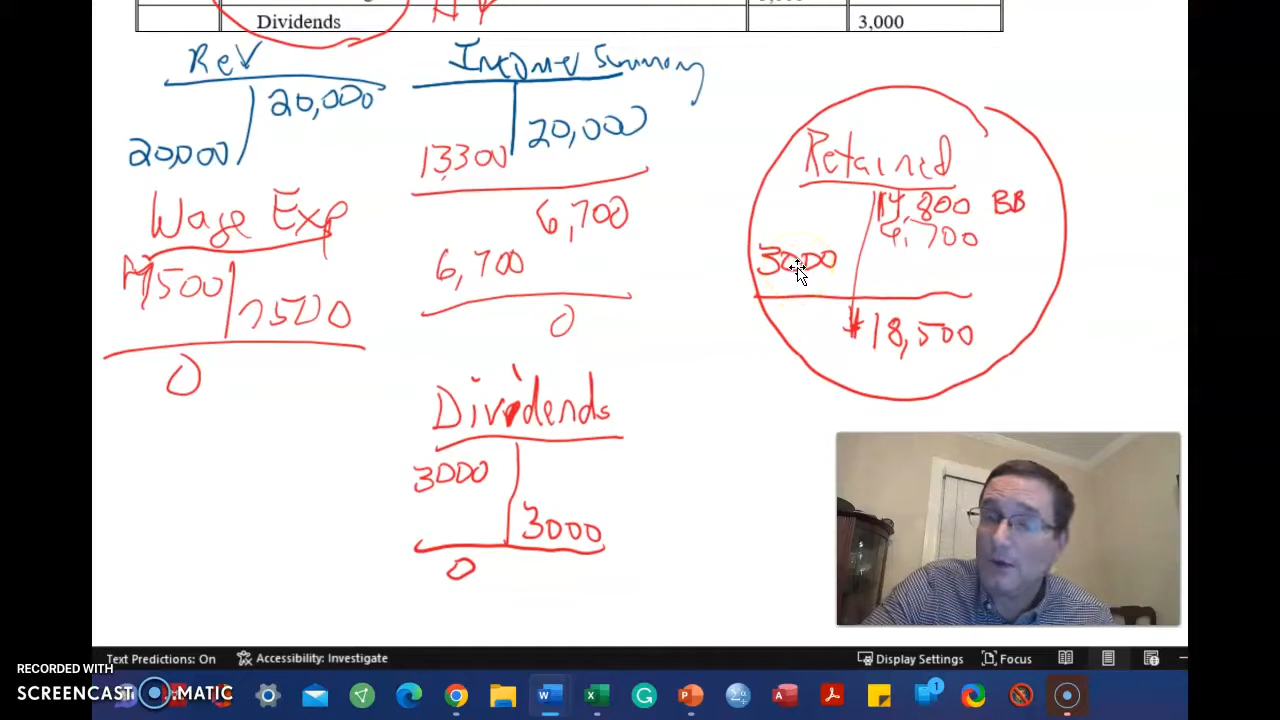 Dividends
3,000
Rev
20,000
20,000
Income Summary
20,000
13300
6,700
6,700
0
Wage Exp
7500
7500
0
Retained
14,800 BB
6,700
3000
$18,500
Dividends
3000
3000
0
Text Predictions: On
Accessibility: Investigate
Display Settings
Focus
RECORDED WITH
SCREENCAST MATIC
W
X
G
P
A
1